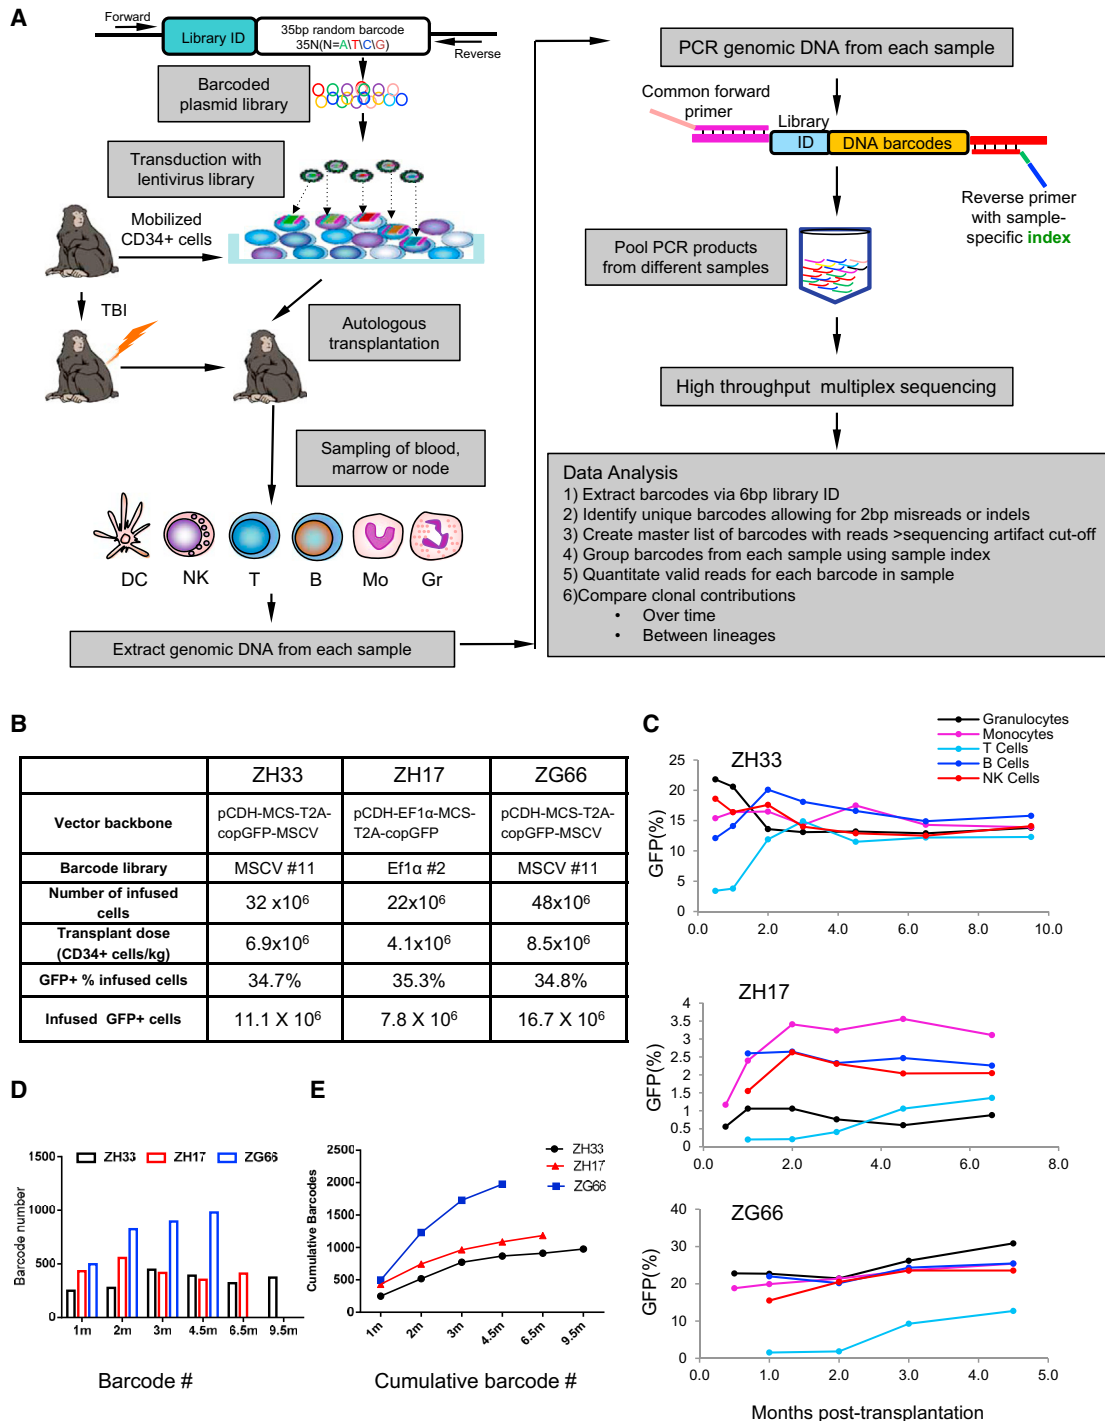 A
Forward
Library ID
35bp random barcode
35N(N=A\T\C\G)
Reverse
Barcoded
plasmid library
Transduction with
lentivirus library
Mobilized
CD34+ cells
TBI
Autologous
transplantation
Sampling of blood,
marrow or node
DC
NK
T
B
Mo
Gr
Extract genomic DNA from each sample
PCR genomic DNA from each sample
Common forward
primer
Library
ID
DNA barcodes
Reverse primer
with sample-
specific index
Pool PCR products
from different samples
High throughput multiplex sequencing
Data Analysis
1) Extract barcodes via 6bp library ID
2) Identify unique barcodes allowing for 2bp misreads or indels
3) Create master list of barcodes with reads >sequencing artifact cut-off
4) Group barcodes from each sample using sample index
5) Quantitate valid reads for each barcode in sample
6)Compare clonal contributions
• Over time
• Between lineages
B
ZH33 ZH17 ZG66
Vector backbone
pCDH-MCS-T2A-
copGFP-MSCV
pCDH-EF1α-MCS-
T2A-copGFP
pCDH-MCS-T2A-
copGFP-MSCV
Barcode library MSCV #11 Ef1α #2 MSCV #11
Number of infused
cells
32 x10⁶ 22x10⁶ 48x10⁶
Transplant dose
(CD34+ cells/kg)
6.9x10⁶ 4.1x10⁶ 8.5x10⁶
GFP+ % infused cells 34.7% 35.3% 34.8%
Infused GFP+ cells 11.1 X 10⁶ 7.8 X 10⁶ 16.7 X 10⁶
C
Granulocytes
Monocytes
T Cells
B Cells
NK Cells
ZH33
GFP(%)
25
20
15
10
5
0
0.0 2.0 4.0 6.0 8.0 10.0
ZH17
GFP(%)
4
3.5
3
2.5
2
1.5
1
0.5
0
0.0 2.0 4.0 6.0 8.0
ZG66
GFP(%)
40
30
20
10
0
0.0 1.0 2.0 3.0 4.0 5.0
Months post-transplantation
D
ZH33 ZH17 ZG66
Barcode number
1500
1000
500
0
1m 2m 3m 4.5m 6.5m 9.5m
Barcode #
E
ZH33
ZH17
ZG66
Cumulative Barcodes
2500
2000
1500
1000
500
0
1m 2m 3m 4.5m 6.5m 9.5m
Cumulative barcode #